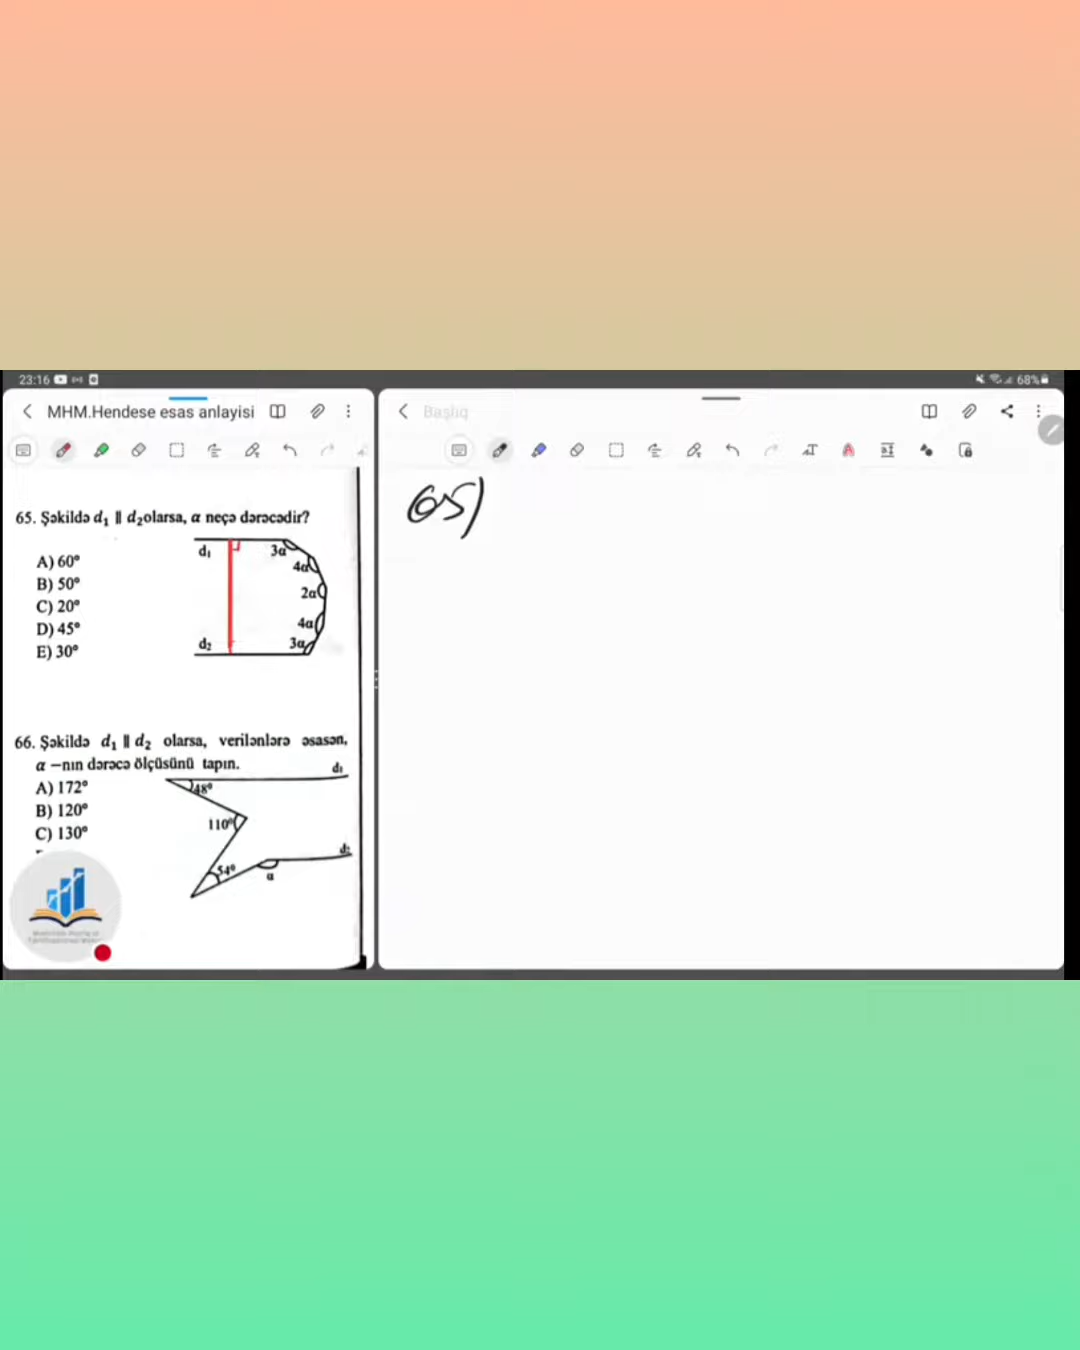 23:16
68%
MHM.Hendese esas anlayisi
Başlıq
65)
65. Şəkildə d₁ ∥ d₂olarsa, α neçə dərəcədir?
A) 60°
B) 50°
C) 20°
D) 45°
E) 30°
d₁
3α
4α
2α
4α
3α
d₂
66. Şəkildə d₁ ∥ d₂ olarsa, verilənlərə əsasən,
α –nın dərəcə ölçüsünü tapın.
A) 172°
B) 120°
C) 130°
d₁
48°
110°
54°
α
d₂